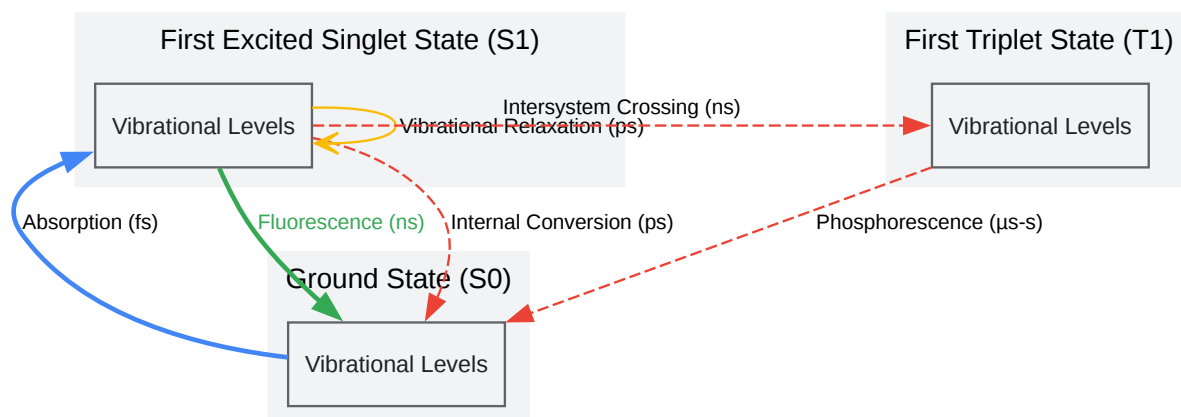 First Excited Singlet State (S1)
First Triplet State (T1)
Vibrational Levels
Intersystem Crossing (ns)
Vibrational Relaxation (ps)
Vibrational Levels
Absorption (fs)
Fluorescence (ns)
Internal Conversion (ps)
Phosphorescence (µs-s)
Ground State (S0)
Vibrational Levels